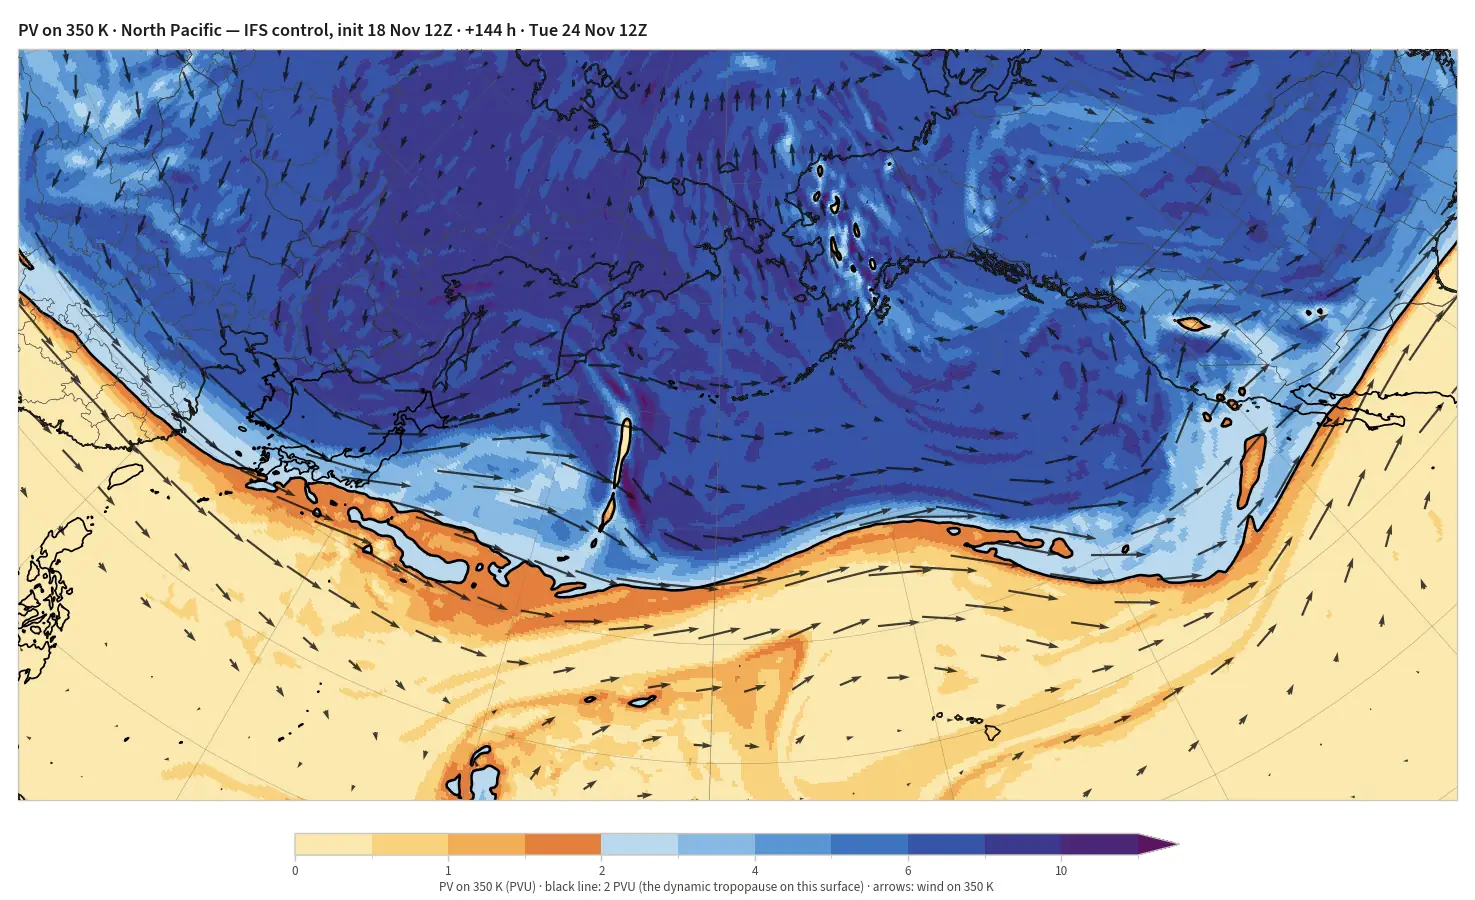 PV on 350 K · North Pacific — IFS control, init 18 Nov 12Z · +144 h · Tue 24 Nov 12Z
0 1 2 4 6 10
PV on 350 K (PVU) · black line: 2 PVU (the dynamic tropopause on this surface) · arrows: wind on 350 K